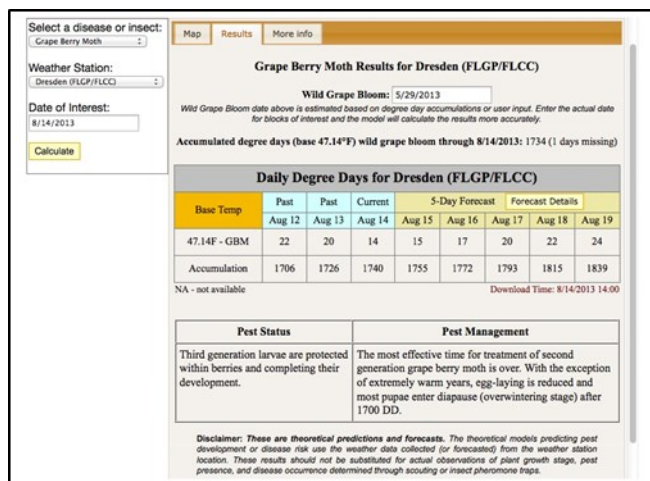 Select a disease or insect:
Grape Berry Moth
Weather Station:
Dresden (FLGP/FLCC)
Date of Interest:
8/14/2013
Calculate
Map Results More info
Grape Berry Moth Results for Dresden (FLGP/FLCC)
Wild Grape Bloom: 5/29/2013
Wild Grape Bloom date above is estimated based on degree day accumulations or user input. Enter the actual date
for blocks of interest and the model will calculate the results more accurately.
Accumulated degree days (base 47.14°F) wild grape bloom through 8/14/2013: 1734 (1 days missing)
Daily Degree Days for Dresden (FLGP/FLCC)
Base Temp Past Past Current 5-Day Forecast Forecast Details
Aug 12 Aug 13 Aug 14 Aug 15 Aug 16 Aug 17 Aug 18 Aug 19
47.14F - GBM 22 20 14 15 17 20 22 24
Accumulation 1706 1726 1740 1755 1772 1793 1815 1839
NA - not available Download Time: 8/14/2013 14:00
Pest Status Pest Management
Third generation larvae are protected
within berries and completing their
development.
The most effective time for treatment of second
generation grape berry moth is over. With the exception
of extremely warm years, egg-laying is reduced and
most pupae enter diapause (overwintering stage) after
1700 DD.
Disclaimer: These are theoretical predictions and forecasts. The theoretical models predicting pest
development or disease risk use the weather data collected (or forecasted) from the weather station
location. These results should not be substituted for actual observations of plant growth stage, pest
presence, and disease occurrence determined through scouting or insect pheromone traps.